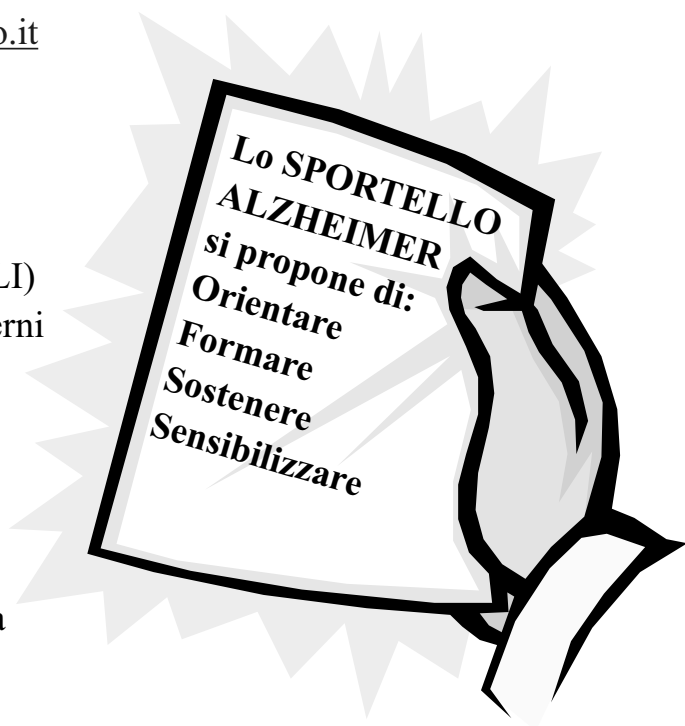 o.it
LI)
erni
a
Lo SPORTELLO
ALZHEIMER
si propone di:
Orientare
Formare
Sostenere
Sensibilizzare